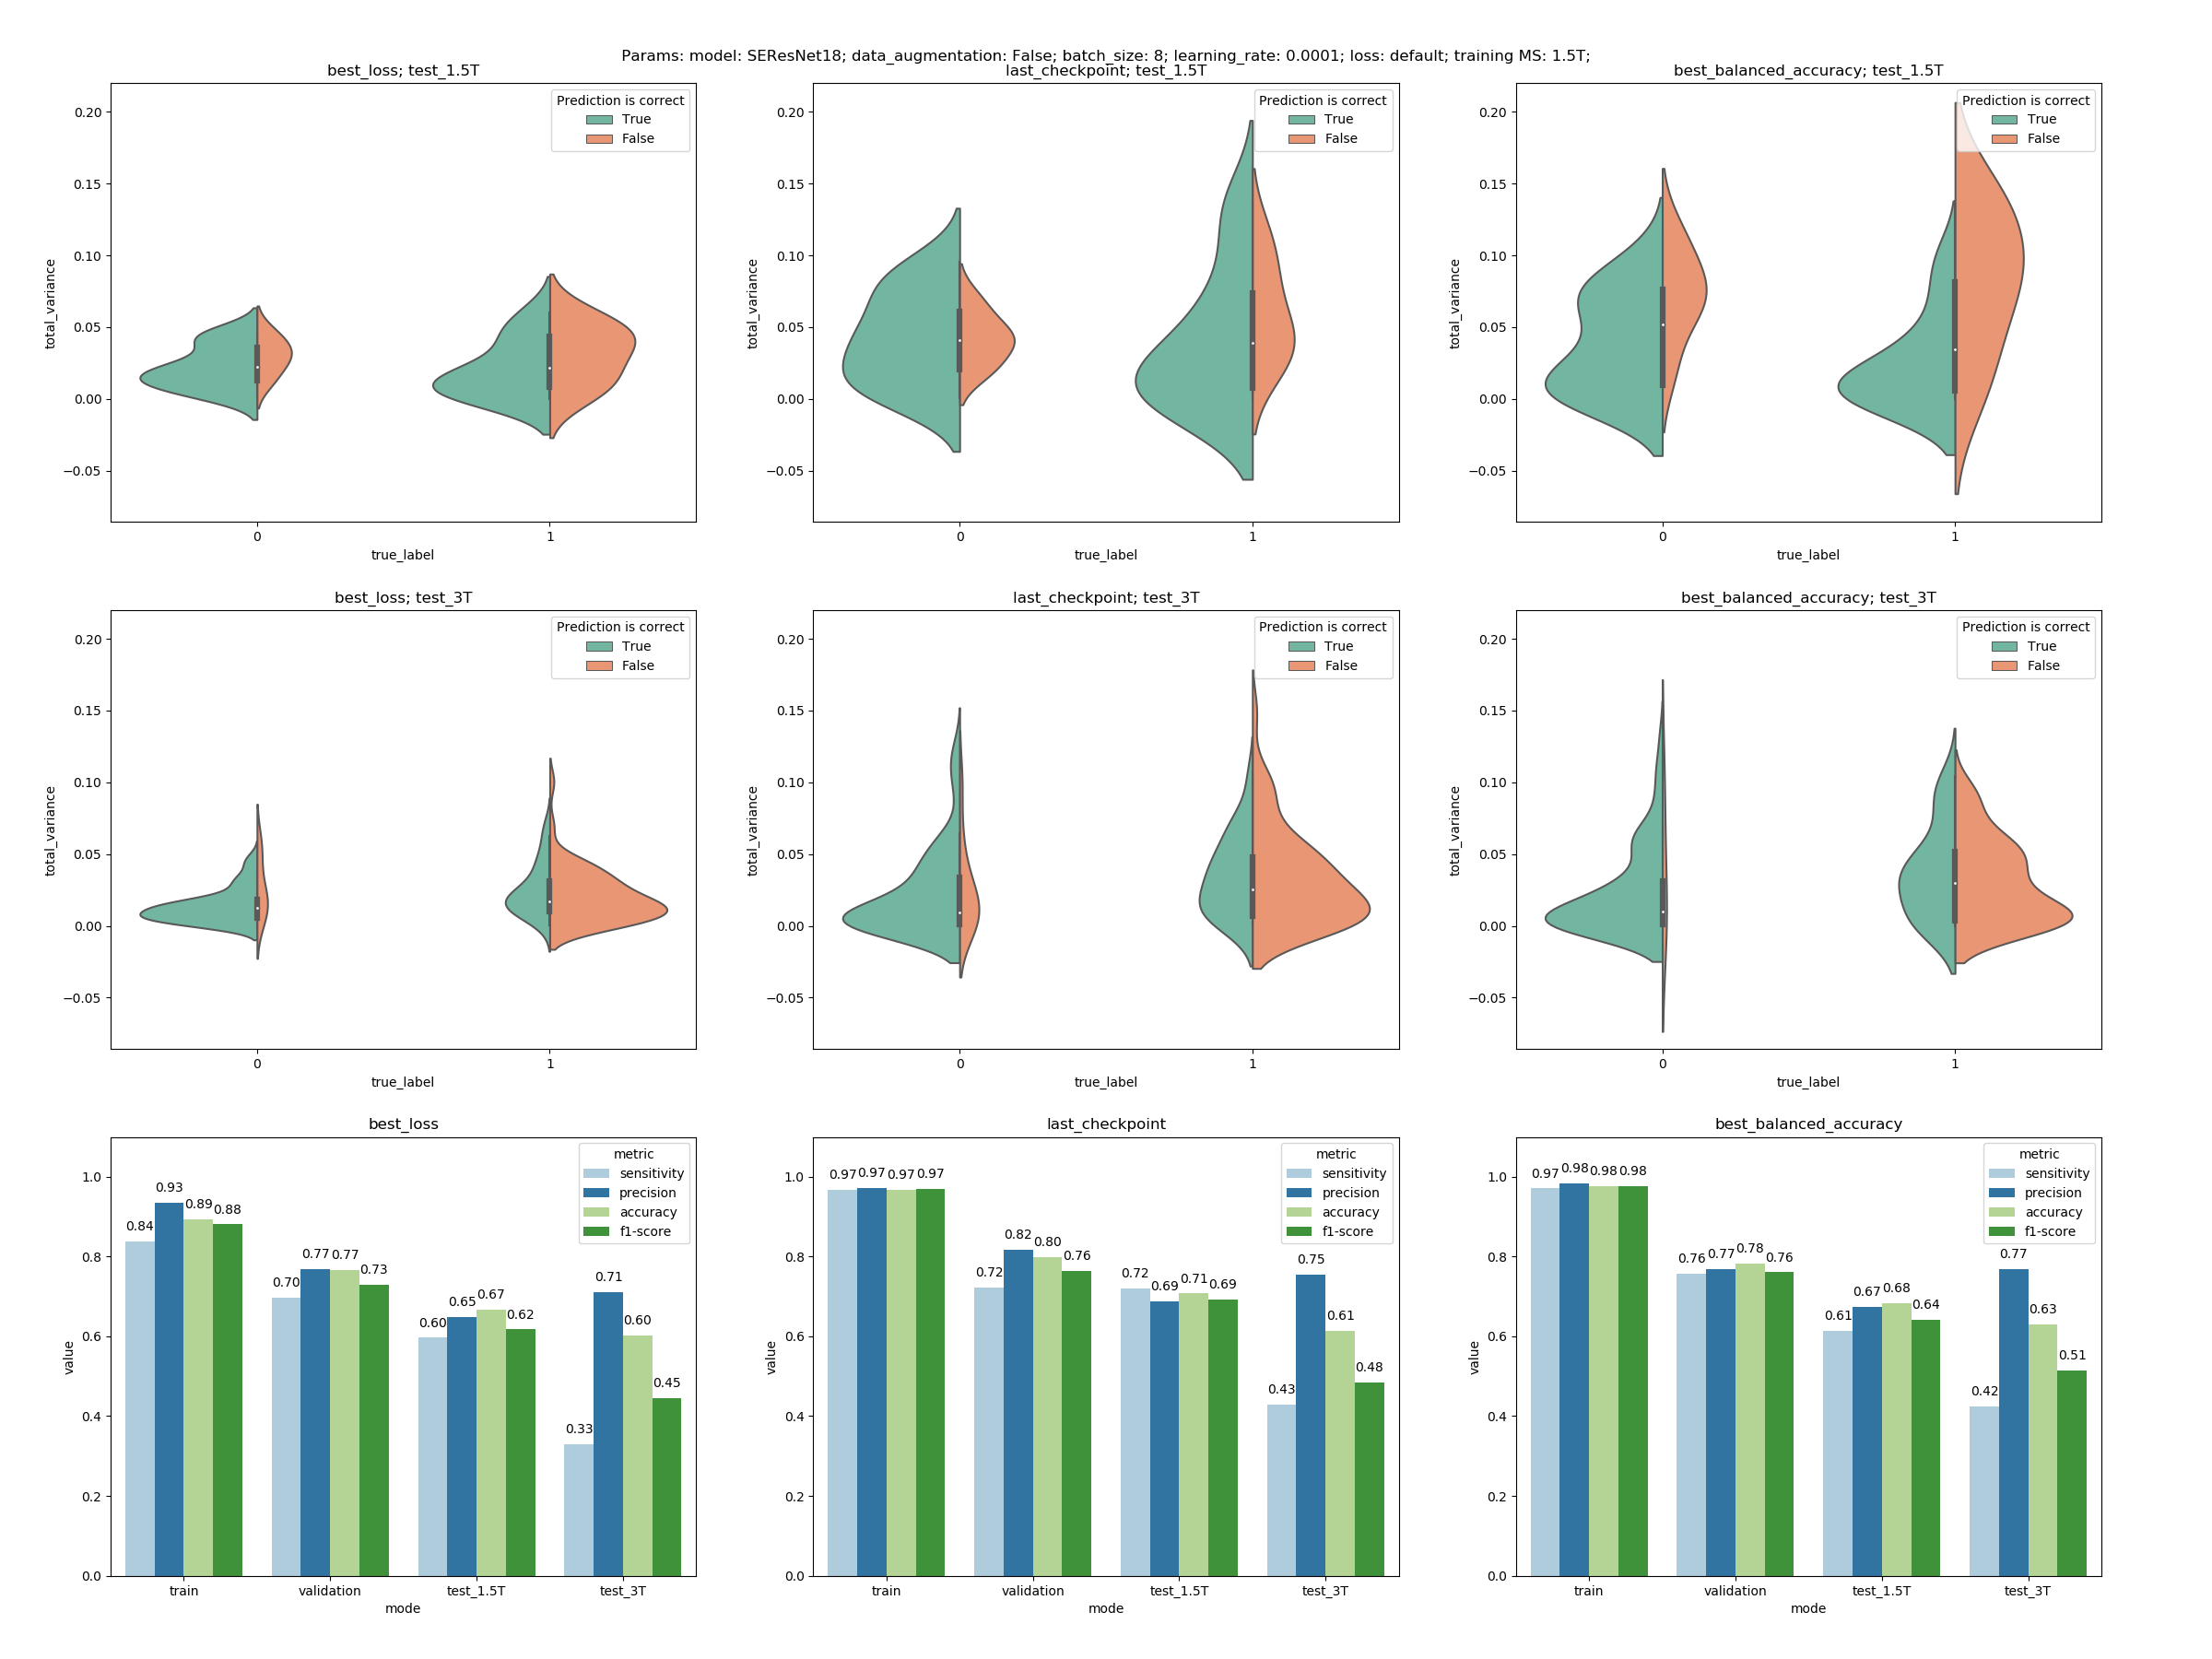 Params: model: SEResNet18; data_augmentation: False; batch_size: 8; learning_rate: 0.0001; loss: default; training MS: 1.5T;
best_loss; test_1.5T
total_variance
0.20
0.15
0.10
0.05
0.00
−0.05
Prediction is correct
True
False
0 1
true_label
last_checkpoint; test_1.5T
total_variance
0.20
0.15
0.10
0.05
0.00
−0.05
Prediction is correct
True
False
0 1
true_label
best_balanced_accuracy; test_1.5T
total_variance
0.20
0.15
0.10
0.05
0.00
−0.05
Prediction is correct
True
False
0 1
true_label
best_loss; test_3T
total_variance
0.20
0.15
0.10
0.05
0.00
−0.05
Prediction is correct
True
False
0 1
true_label
last_checkpoint; test_3T
total_variance
0.20
0.15
0.10
0.05
0.00
−0.05
Prediction is correct
True
False
0 1
true_label
best_balanced_accuracy; test_3T
total_variance
0.20
0.15
0.10
0.05
0.00
−0.05
Prediction is correct
True
False
0 1
true_label
best_loss
value
1.0
0.8
0.6
0.4
0.2
0.0
metric
sensitivity
precision
accuracy
f1-score
0.84 0.93 0.89 0.88
0.70 0.77 0.77 0.73
0.60 0.65 0.67 0.62
0.33 0.71 0.60 0.45
train validation test_1.5T test_3T
mode
last_checkpoint
value
1.0
0.8
0.6
0.4
0.2
0.0
metric
sensitivity
precision
accuracy
f1-score
0.97 0.97 0.97 0.97
0.72 0.82 0.80 0.76
0.72 0.69 0.71 0.69
0.43 0.75 0.61 0.48
train validation test_1.5T test_3T
mode
best_balanced_accuracy
value
1.0
0.8
0.6
0.4
0.2
0.0
metric
sensitivity
precision
accuracy
f1-score
0.97 0.98 0.98 0.98
0.76 0.77 0.78 0.76
0.61 0.67 0.68 0.64
0.42 0.77 0.63 0.51
train validation test_1.5T test_3T
mode